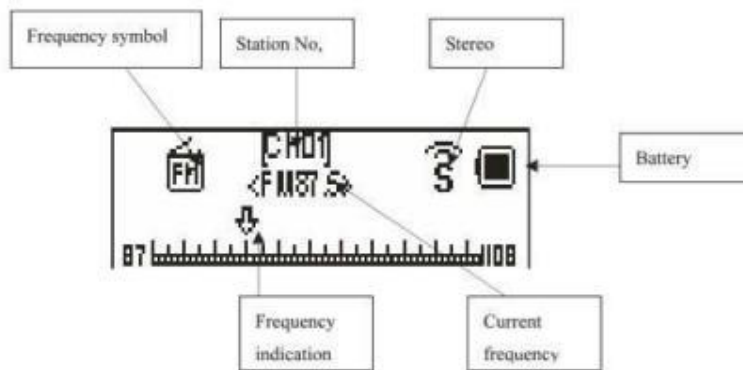 Frequency symbol
Station No,
Stereo
[CH01]
FM
S
Battery
<FM87.5>
87
108
Frequency
indication
Current
frequency